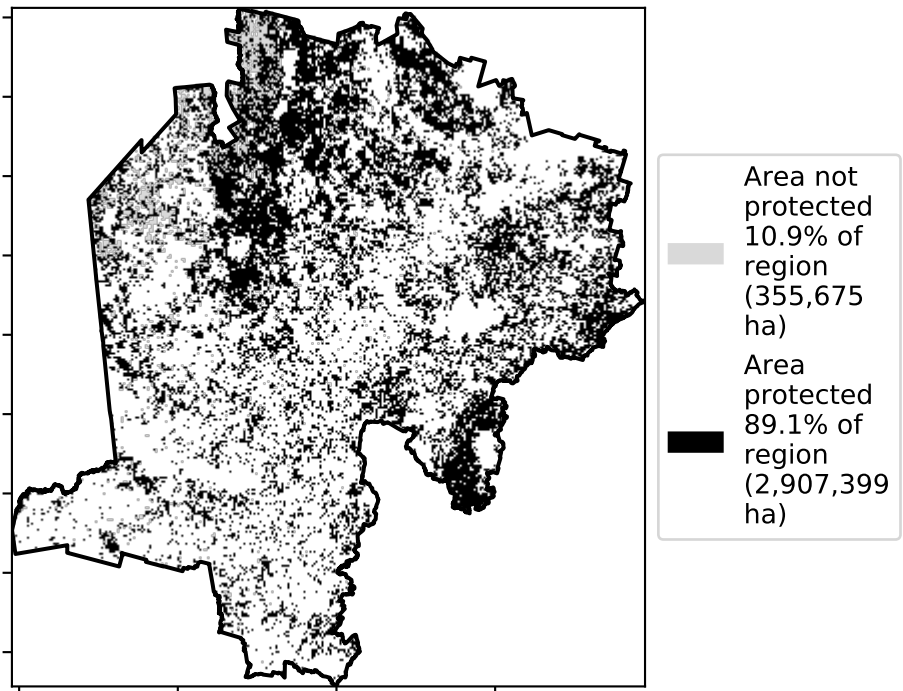 Area not
protected
10.9% of
region
(355,675
ha)
Area
protected
89.1% of
region
(2,907,399
ha)